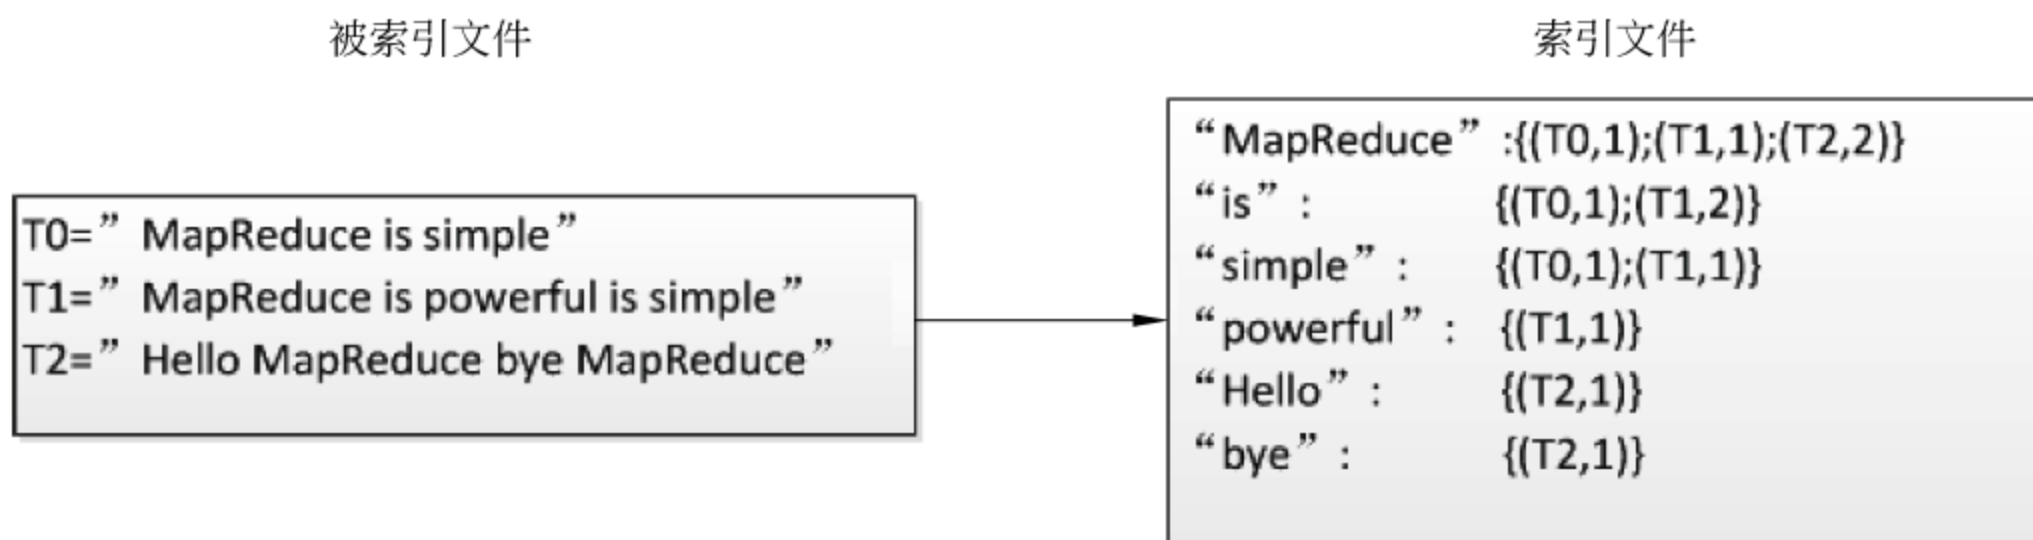 被索引文件
索引文件
T0=” MapReduce is simple”
T1=” MapReduce is powerful is simple”
T2=” Hello MapReduce bye MapReduce”
“MapReduce” :{(T0,1);(T1,1);(T2,2)}
“is” : {(T0,1);(T1,2)}
“simple” : {(T0,1);(T1,1)}
“powerful” : {(T1,1)}
“Hello” : {(T2,1)}
“bye” : {(T2,1)}